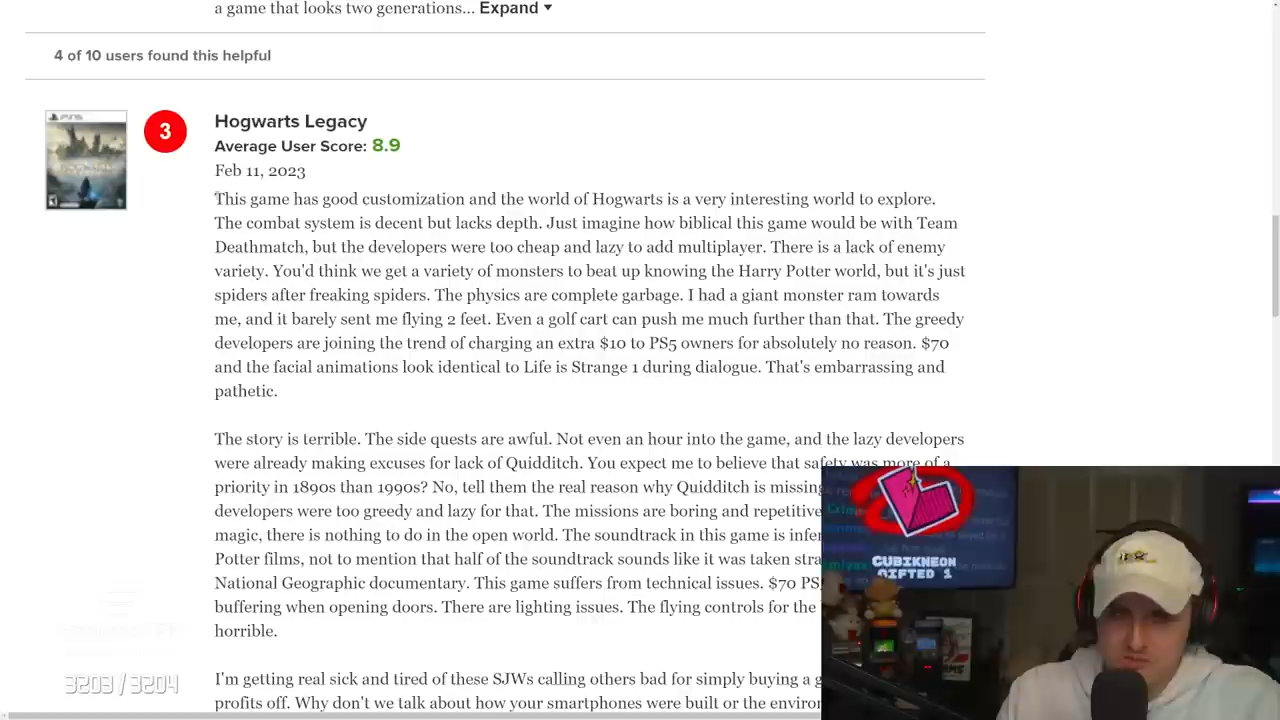 a game that looks two generations... Expand
4 of 10 users found this helpful
3
Hogwarts Legacy
Average User Score: 8.9
Feb 11, 2023
This game has good customization and the world of Hogwarts is a very interesting world to explore.
The combat system is decent but lacks depth. Just imagine how biblical this game would be with Team
Deathmatch, but the developers were too cheap and lazy to add multiplayer. There is a lack of enemy
variety. You'd think we get a variety of monsters to beat up knowing the Harry Potter world, but it's just
spiders after freaking spiders. The physics are complete garbage. I had a giant monster ram towards
me, and it barely sent me flying 2 feet. Even a golf cart can push me much further than that. The greedy
developers are joining the trend of charging an extra $10 to PS5 owners for absolutely no reason. $70
and the facial animations look identical to Life is Strange 1 during dialogue. That's embarrassing and
pathetic.
The story is terrible. The side quests are awful. Not even an hour into the game, and the lazy developers
were already making excuses for lack of Quidditch. You expect me to believe that safety was more of a
priority in 1890s than 1990s? No, tell them the real reason why Quidditch is missing
developers were too greedy and lazy for that. The missions are boring and repetitive
magic, there is nothing to do in the open world. The soundtrack in this game is
Potter films, not to mention that half of the soundtrack sounds like it was taken
National Geographic documentary. This game suffers from technical issues. $70
buffering when opening doors. There are lighting issues. The flying controls for the
horrible.
I'm getting real sick and tired of these SJWs calling others bad for simply buying a
profits off. Why don't we talk about how your smartphones were built or the
CUBIKNEON
GIFTED 1
3203 / 3204